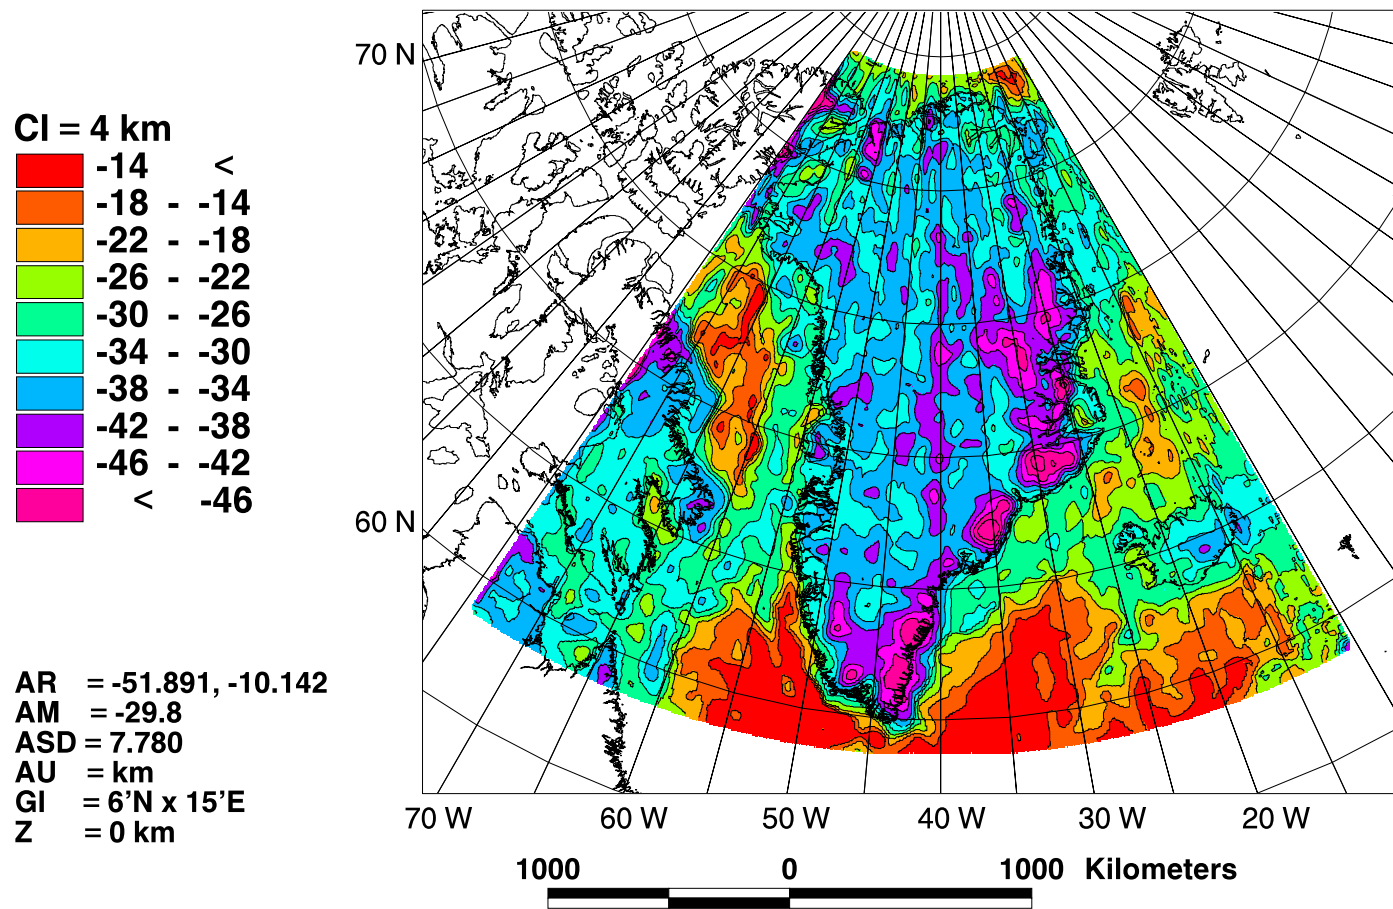 70 N
CI = 4 km
-14 <
-18 - -14
-22 - -18
-26 - -22
-30 - -26
-34 - -30
-38 - -34
-42 - -38
-46 - -42
< -46
60 N
AR = -51.891, -10.142
AM = -29.8
ASD = 7.780
AU = km
GI = 6'N x 15'E
Z = 0 km
70 W 60 W 50 W 40 W 30 W 20 W
1000 0 1000 Kilometers